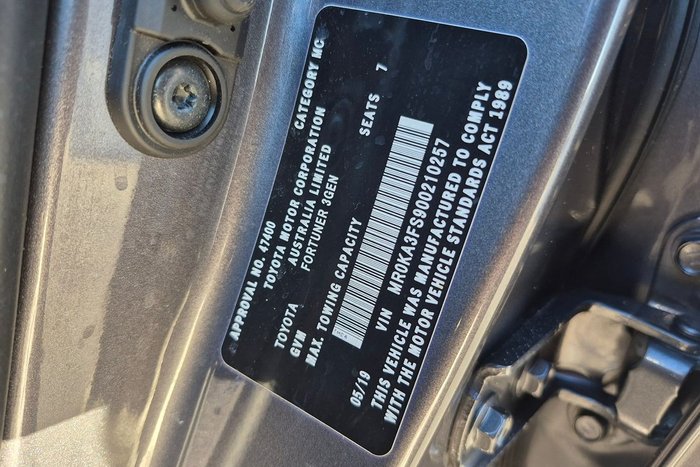 APPROVAL NO. 47400 CATEGORY MC
TOYOTA MOTOR CORPORATION
AUSTRALIA LIMITED
TOYOTA FORTUNER 3GEN SEATS 7
GVM
MAX. TOWING CAPACITY
VIN MR0KA3FS900210257
05/19
THIS VEHICLE WAS MANUFACTURED TO COMPLY
WITH THE MOTOR VEHICLE STANDARDS ACT 1989